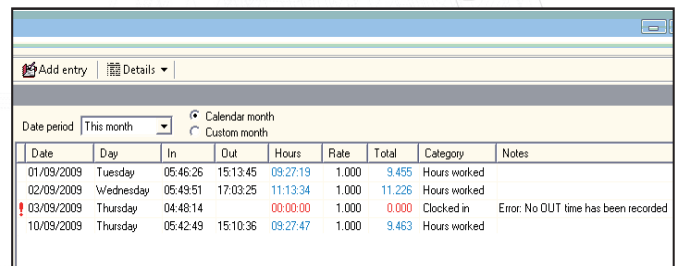 Add entry Details
Date period This month Calendar month
Custom month
Date Day In Out Hours Rate Total Category Notes
01/09/2009 Tuesday 05:46:26 15:13:45 09:27:19 1.000 9.455 Hours worked
02/09/2009 Wednesday 05:49:51 17:03:25 11:13:34 1.000 11.226 Hours worked
! 03/09/2009 Thursday 04:48:14 00:00:00 1.000 0.000 Clocked in Error: No OUT time has been recorded
10/09/2009 Thursday 05:42:49 15:10:36 09:27:47 1.000 9.463 Hours worked